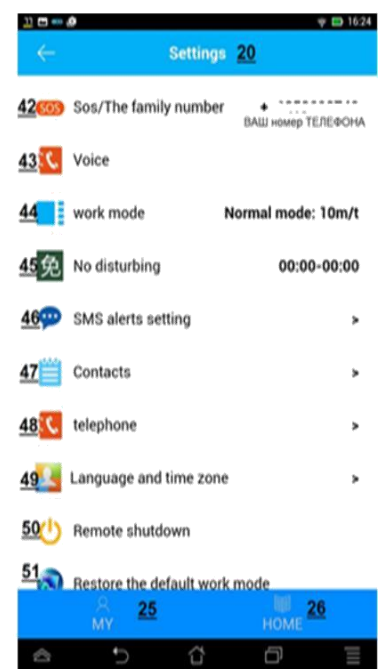 16:24
Settings 20
42 SOS Sos/The family number + ---------
ВАШ номер ТЕЛЕФОНА
43 Voice
44 work mode Normal mode: 10m/t
45 免 No disturbing 00:00-00:00
46 SMS alerts setting >
47 Contacts >
48 telephone >
49 Language and time zone >
50 Remote shutdown
51 Restore the default work mode
MY 25 HOME 26